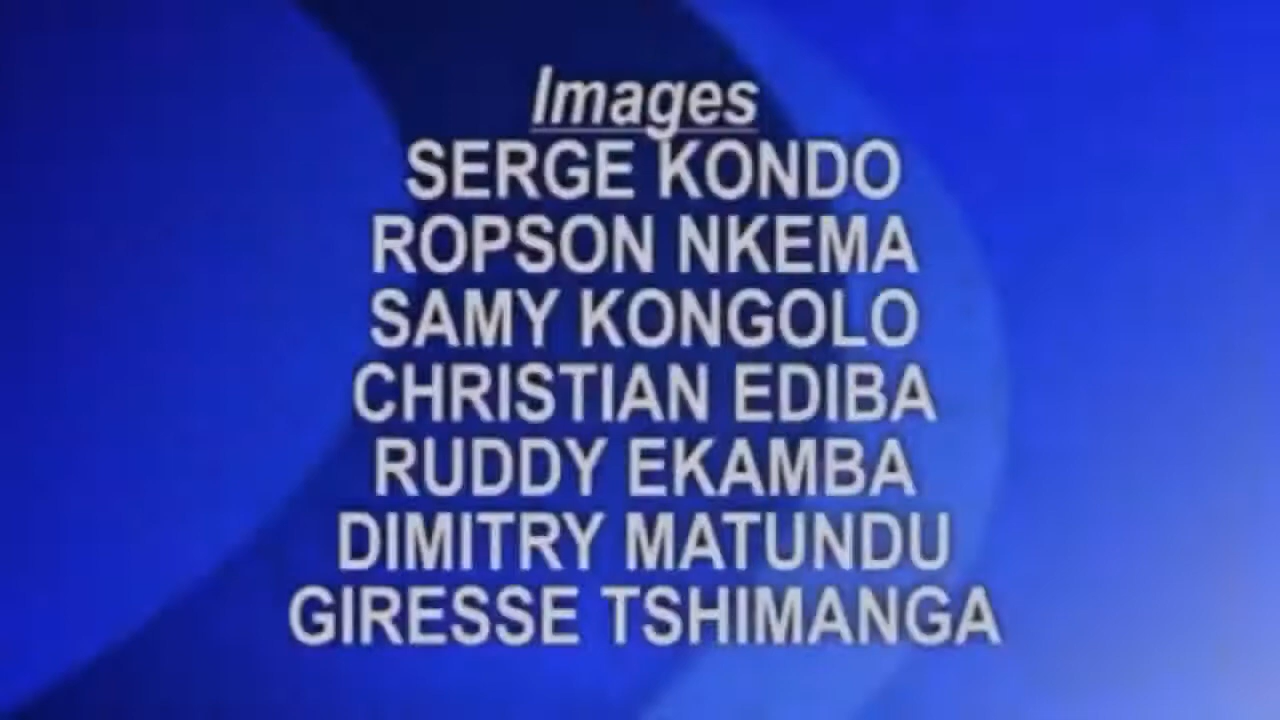 Images
SERGE KONDO
ROPSON NKEMA
SAMY KONGOLO
CHRISTIAN EDIBA
RUDDY EKAMBA
DIMITRY MATUNDU
GIRESSE TSHIMANGA